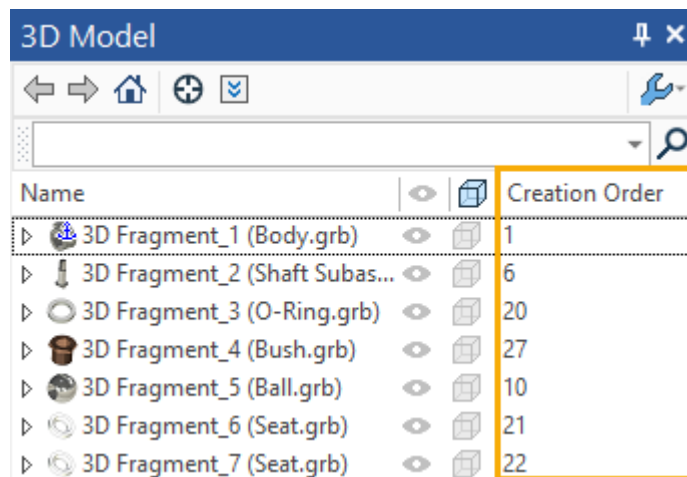 3D Model
Name Creation Order
3D Fragment_1 (Body.grb) 1
3D Fragment_2 (Shaft Subas... 6
3D Fragment_3 (O-Ring.grb) 20
3D Fragment_4 (Bush.grb) 27
3D Fragment_5 (Ball.grb) 10
3D Fragment_6 (Seat.grb) 21
3D Fragment_7 (Seat.grb) 22